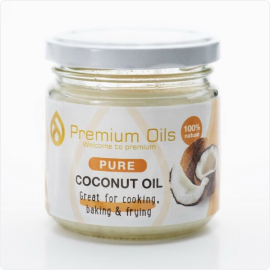 Premium Oils
Welcome to premium
100%
natural
PURE
COCONUT OIL
Great for cooking,
baking & frying